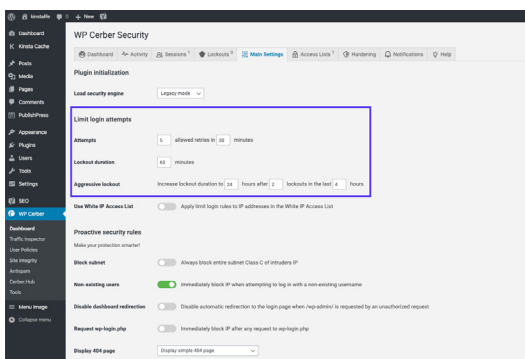 kinstalife 0 + New
Dashboard
Kinsta Cache
Posts
Media
Pages
Comments
PublishPress
Appearance
Plugins
Users
Tools
Settings
SEO
WP Cerber
Dashboard
Traffic Inspector
User Policies
Site Integrity
Antispam
Cerber.Hub
Tools
Menu Image
Collapse menu
WP Cerber Security
Dashboard Activity Sessions 1 Lockouts 0 Main Settings Access Lists 1 Hardening Notifications Help
Plugin initialization
Load security engine Legacy mode
Limit login attempts
Attempts 5 allowed retries in 30 minutes
Lockout duration 60 minutes
Aggressive lockout Increase lockout duration to 24 hours after 2 lockouts in the last 4 hours
Use White IP Access List Apply limit login rules to IP addresses in the White IP Access List
Proactive security rules
Make your protection smarter!
Block subnet Always block entire subnet Class C of intruders IP
Non-existing users Immediately block IP when attempting to log in with a non-existing username
Disable dashboard redirection Disable automatic redirection to the login page when /wp-admin/ is requested by an unauthorized request
Request wp-login.php Immediately block IP after any request to wp-login.php
Display 404 page Display simple 404 page